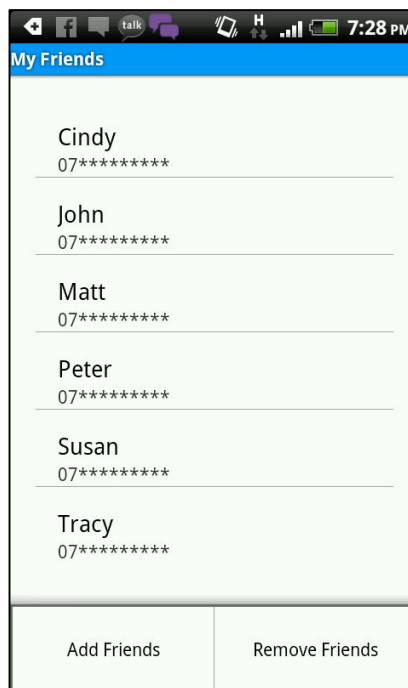 talk
H
7:28 PM
My Friends
Cindy
07*********
John
07*********
Matt
07*********
Peter
07*********
Susan
07*********
Tracy
07*********
Add Friends
Remove Friends